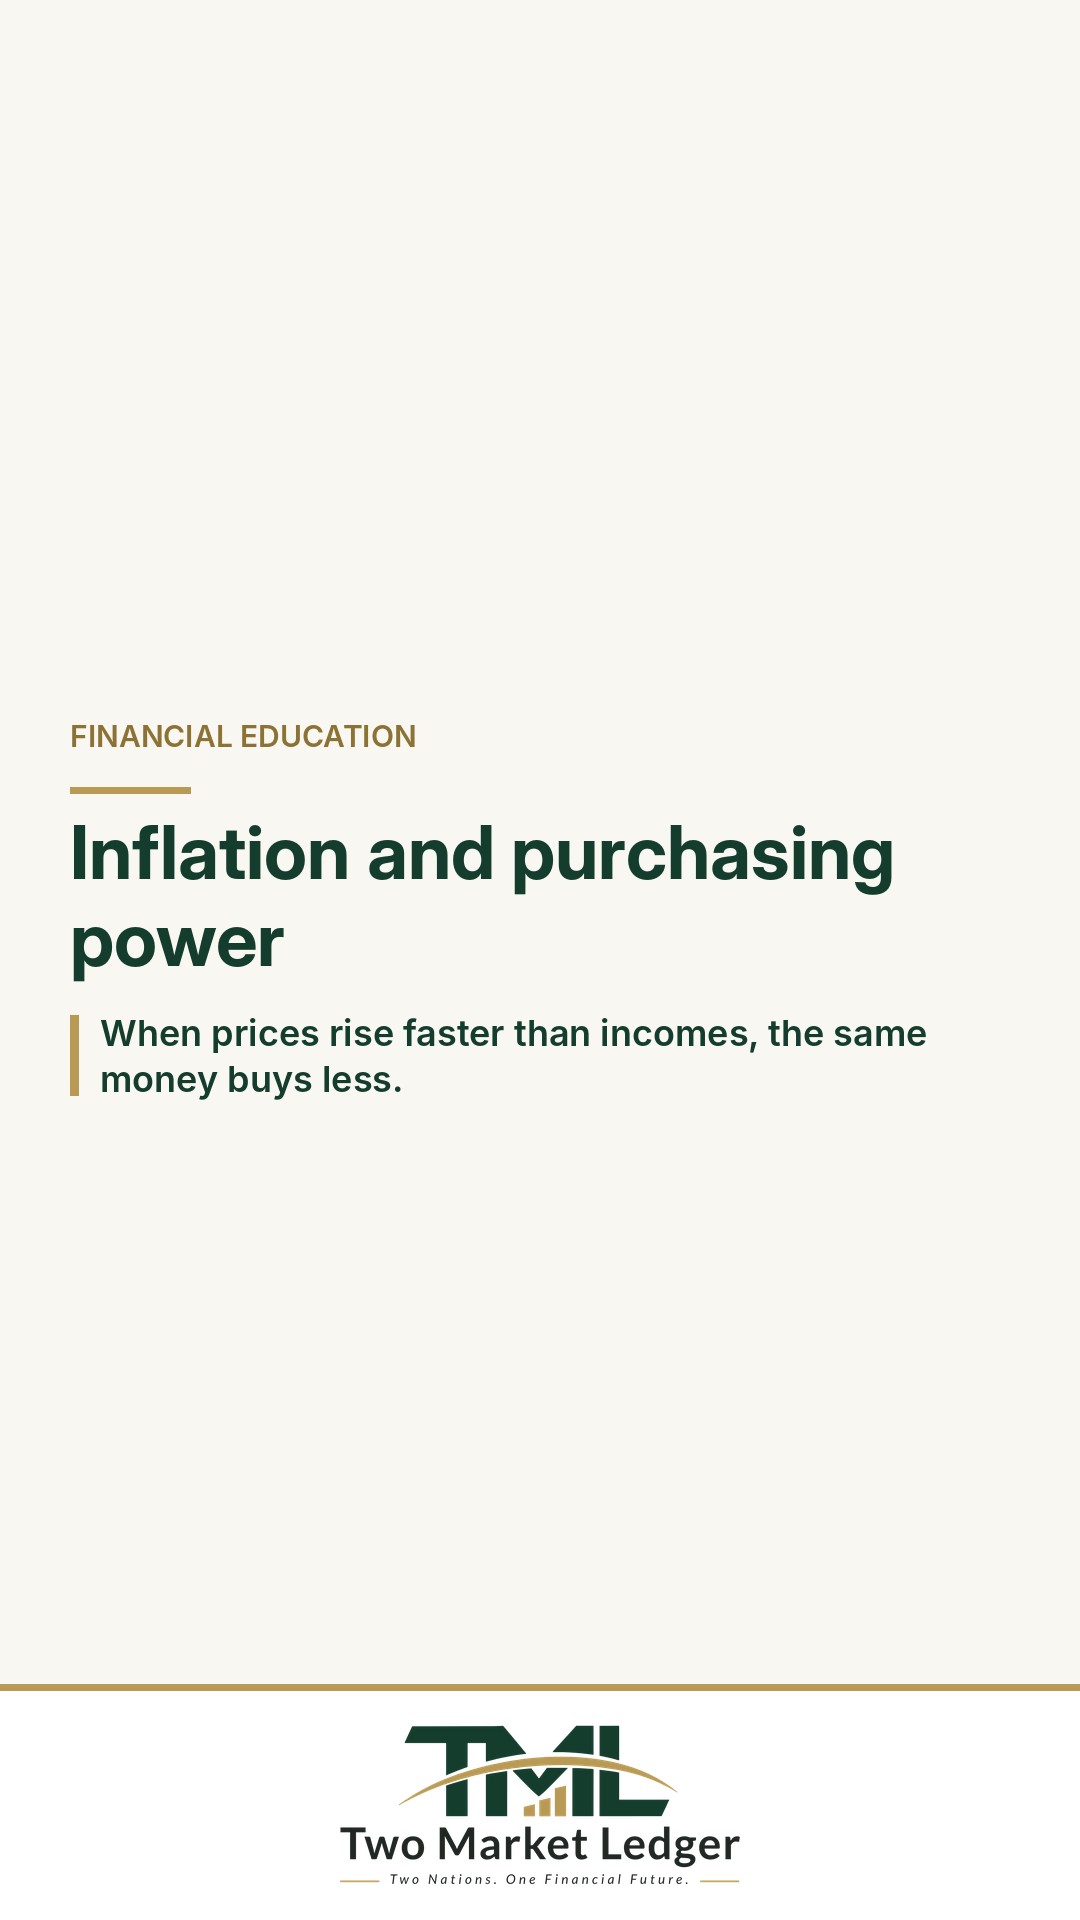 FINANCIAL EDUCATION
Inflation and purchasing
power
When prices rise faster than incomes, the same
money buys less.
TML
Two Market Ledger
Two Nations. One Financial Future.